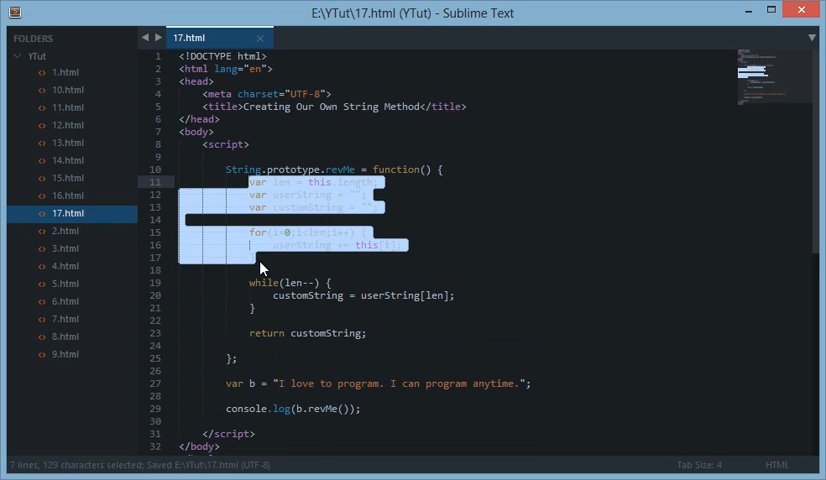 E:\YTut\17.html (YTut) - Sublime Text
FOLDERS
YTut
1.html
10.html
11.html
12.html
13.html
14.html
15.html
16.html
17.html
2.html
3.html
4.html
5.html
6.html
7.html
8.html
9.html
17.html
1 <!DOCTYPE html>
2 <html lang="en">
3 <head>
4 <meta charset="UTF-8">
5 <title>Creating Our Own String Method</title>
6 </head>
7 <body>
8 <script>
9
10 String.prototype.revMe = function() {
11 var len = this.length;
12 var userString = "";
13 var customString = "";
14
15 for(i=0;i<len;i++) {
16 userString += this[i];
17 }
18
19 while(len--) {
20 customString = userString[len];
21 }
22
23 return customString;
24
25 };
26
27 var b = "I love to program. I can program anytime.";
28
29 console.log(b.revMe());
30
31 </script>
32 </body>
7 lines, 129 characters selected; Saved E:\YTut\17.html (UTF-8)
Tab Size: 4
HTML